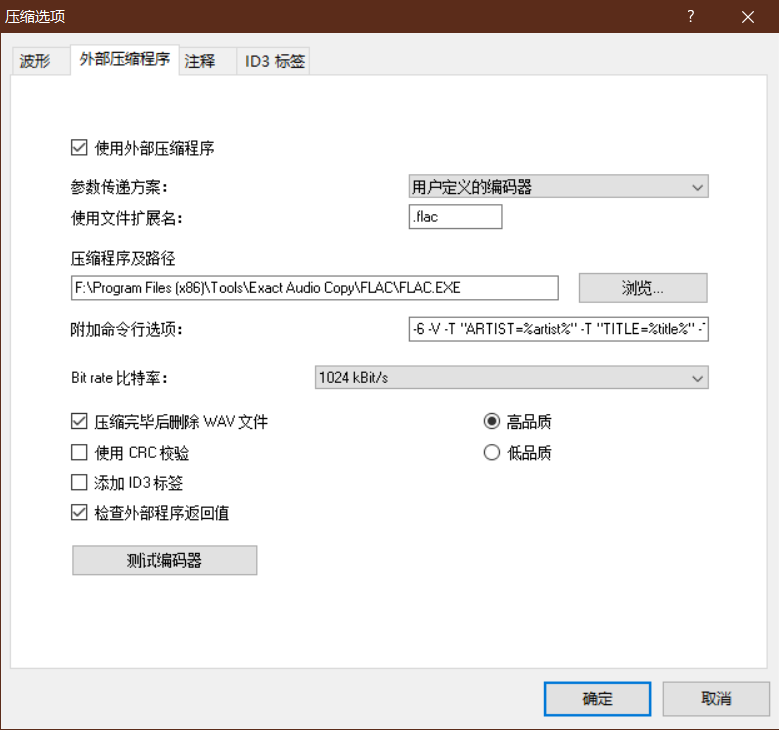 压缩选项
?
波形 外部压缩程序 注释 ID3 标签
使用外部压缩程序
参数传递方案： 用户定义的编码器
使用文件扩展名： .flac
压缩程序及路径
F:\Program Files (x86)\Tools\Exact Audio Copy\FLAC\FLAC.EXE 浏览...
附加命令行选项： -6 -V -T "ARTIST=%artist%" -T "TITLE=%title%" -
Bit rate 比特率： 1024 kBit/s
压缩完毕后删除 WAV 文件 高品质
使用 CRC 校验 低品质
添加 ID3 标签
检查外部程序返回值
测试编码器
确定 取消